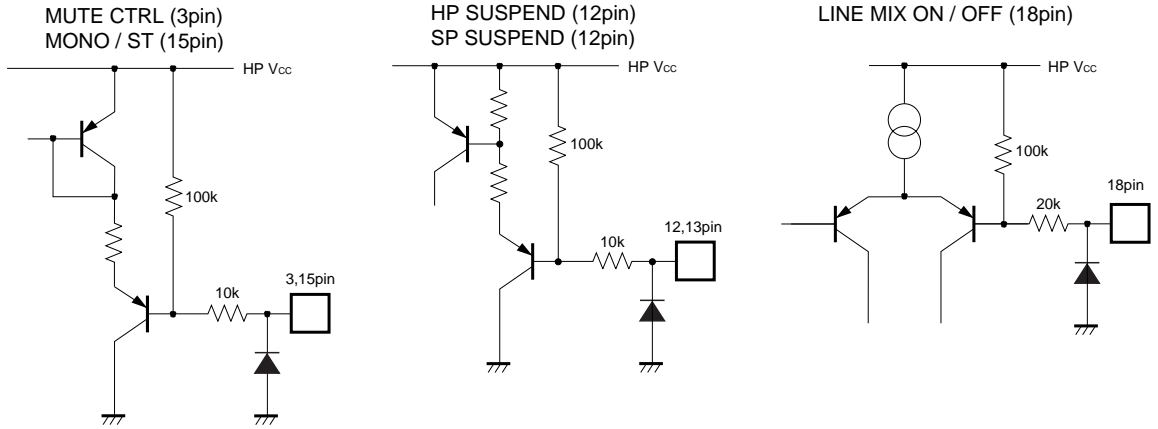 MUTE CTRL (3pin)
MONO / ST (15pin)
HP Vcc
100k
10k
3,15pin
HP SUSPEND (12pin)
SP SUSPEND (12pin)
HP Vcc
100k
10k
12,13pin
LINE MIX ON / OFF (18pin)
HP Vcc
100k
20k
18pin